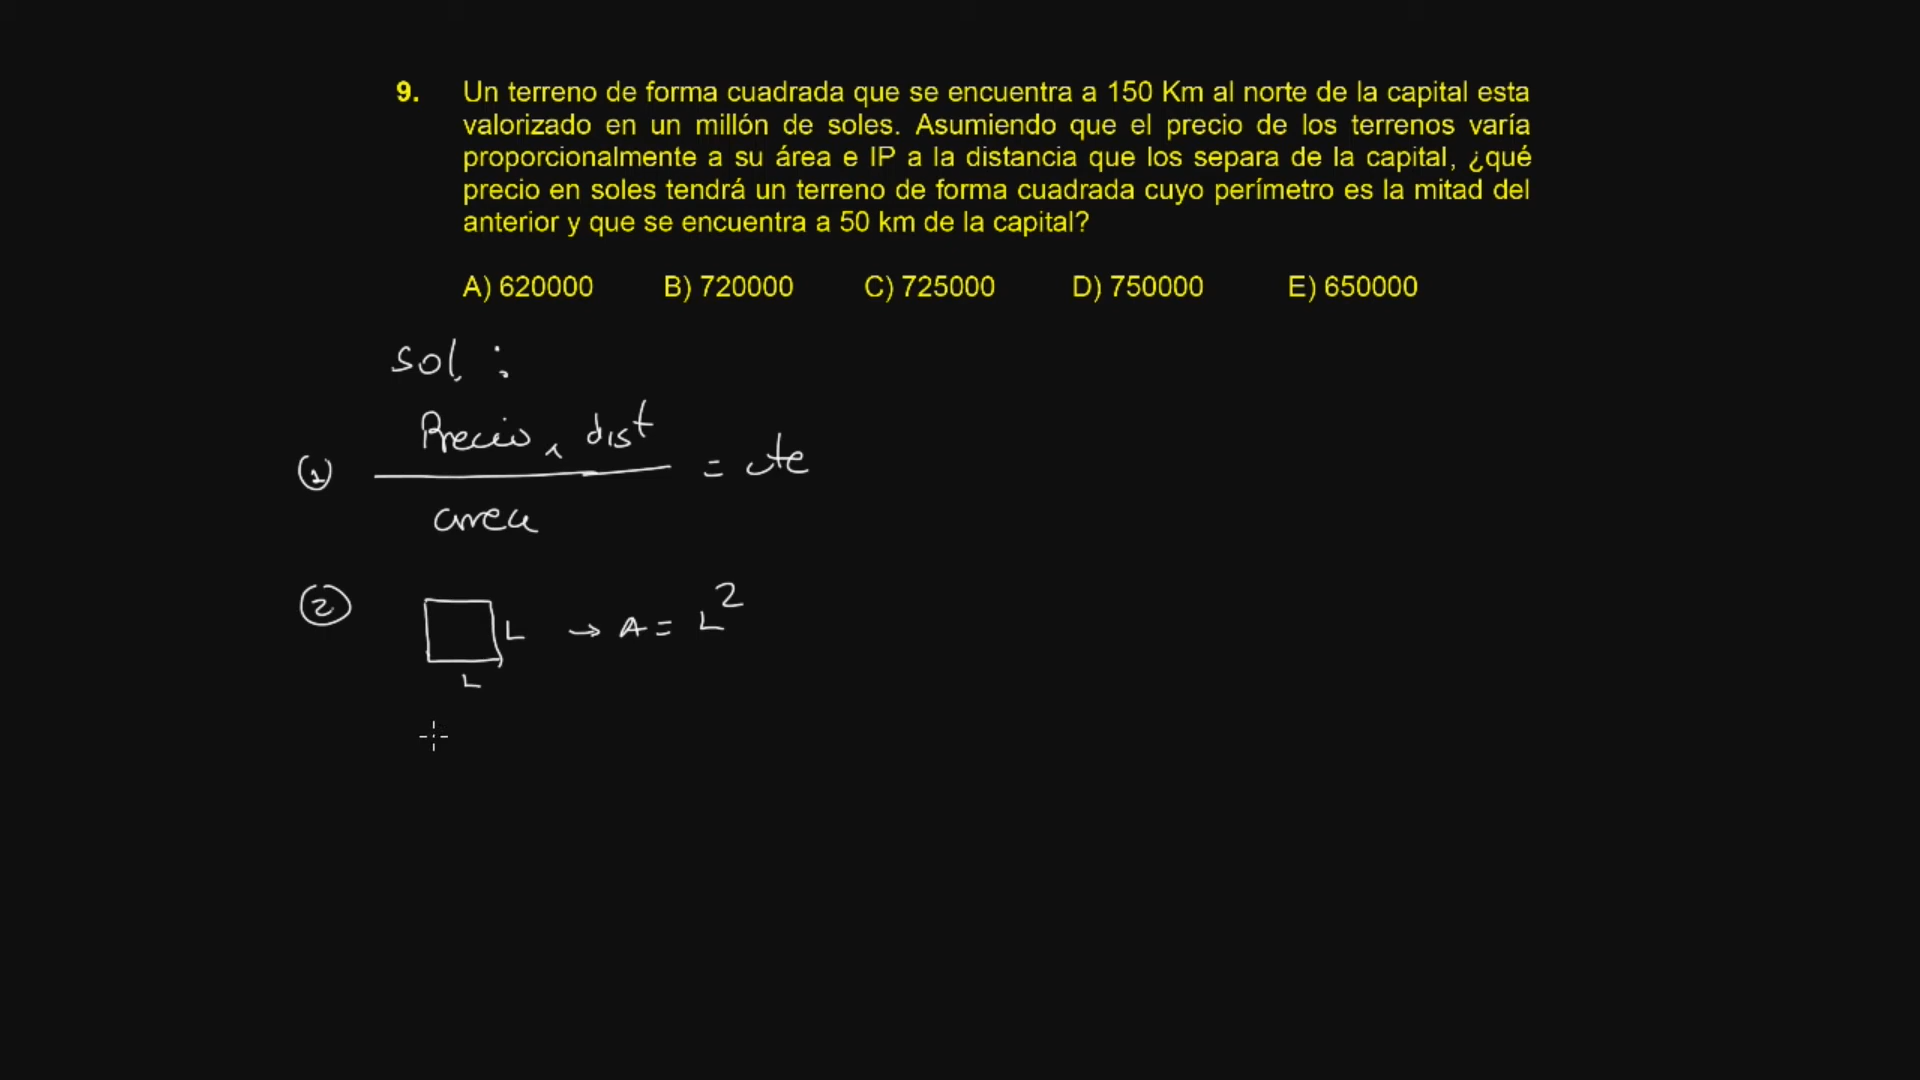 9. Un terreno de forma cuadrada que se encuentra a 150 Km al norte de la capital esta
valorizado en un millón de soles. Asumiendo que el precio de los terrenos varía
proporcionalmente a su área e IP a la distancia que los separa de la capital, ¿qué
precio en soles tendrá un terreno de forma cuadrada cuyo perímetro es la mitad del
anterior y que se encuentra a 50 km de la capital?
A) 620000 B) 720000 C) 725000 D) 750000 E) 650000
Sol :
Precio x dist
① ――― = cte
area
② L → A = L²
L